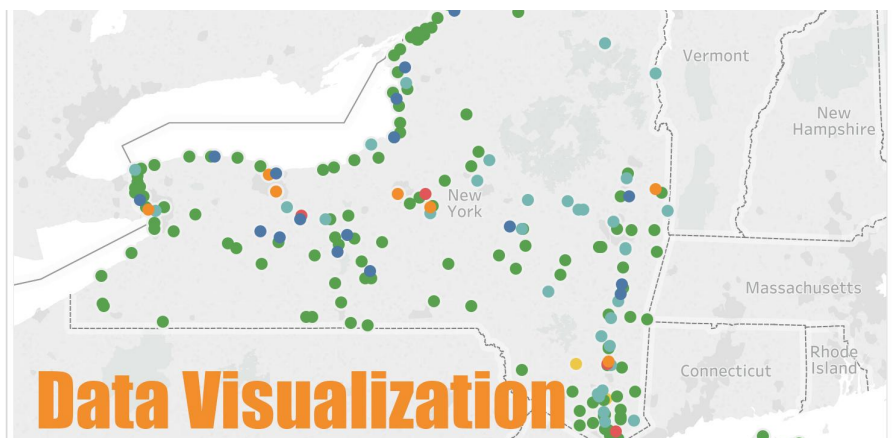 Vermont
New
Hampshire
New
York
Massachusetts
Rhode
Island
Connecticut
Data Visualization